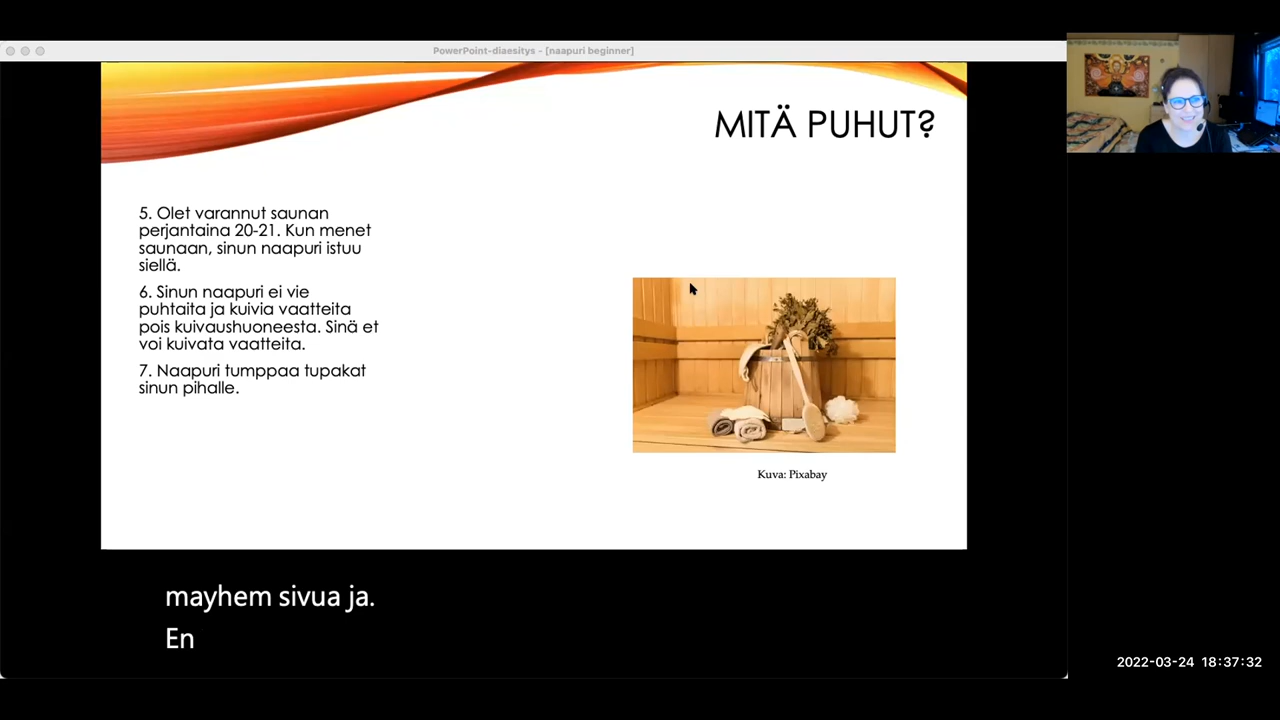 PowerPoint-diaesitys - [naapuri beginner]
MITÄ PUHUT?
5. Olet varannut saunan
perjantaina 20-21. Kun menet
saunaan, sinun naapuri istuu
siellä.
6. Sinun naapuri ei vie
puhtaita ja kuivia vaatteita
pois kuivaushuoneesta. Sinä et
voi kuivata vaatteita.
7. Naapuri tumppaa tupakat
sinun pihalle.
Kuva: Pixabay
mayhem sivua ja.
En
2022-03-24 18:37:32